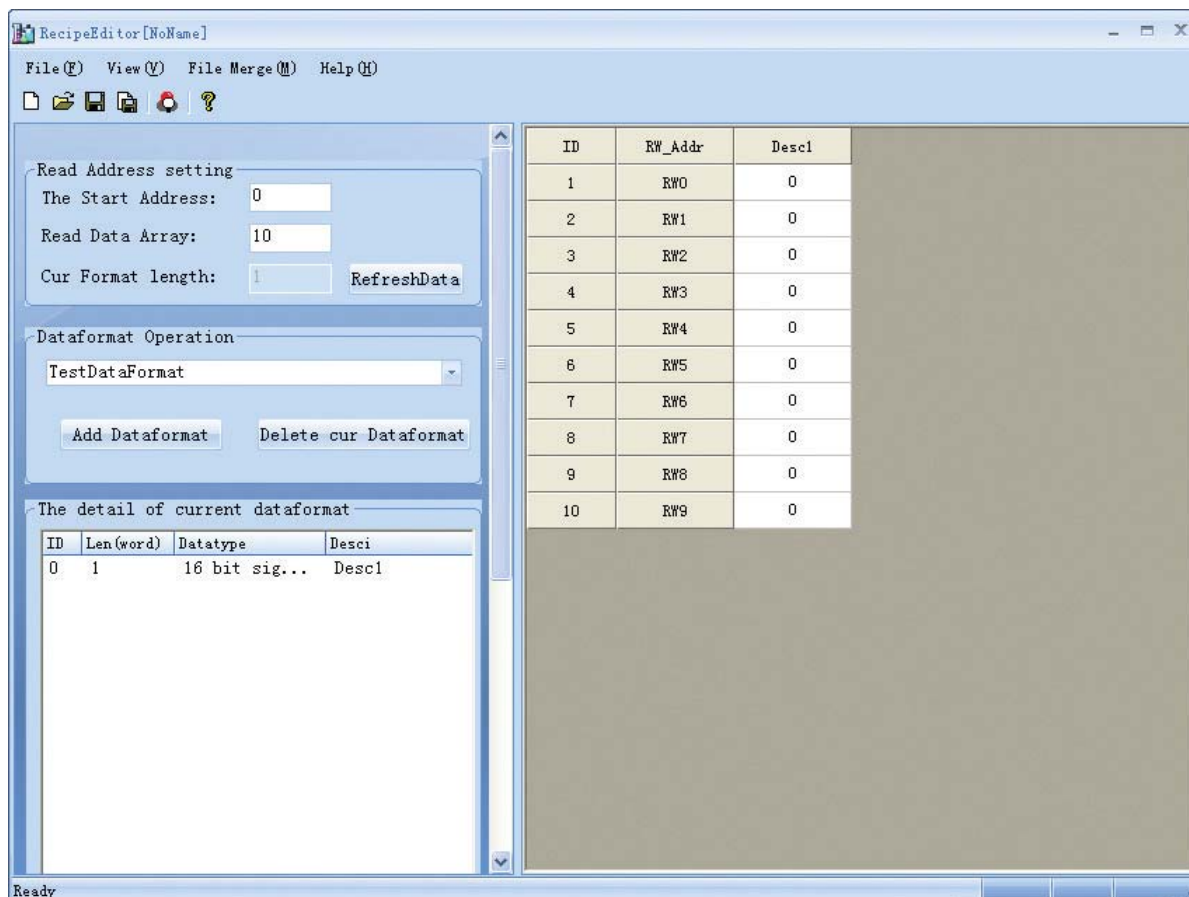 RecipeEditor[NoName]
File(F) View(V) File Merge(M) Help(H)
Read Address setting
The Start Address: 0
Read Data Array: 10
Cur Format length: 1 RefreshData
Dataformat Operation
TestDataFormat
Add Dataformat Delete cur Dataformat
The detail of current dataformat
ID Len(word) Datatype Desci
0 1 16 bit sig... Desc1
ID RW_Addr Desc1
1 RW0 0
2 RW1 0
3 RW2 0
4 RW3 0
5 RW4 0
6 RW5 0
7 RW6 0
8 RW7 0
9 RW8 0
10 RW9 0
Ready